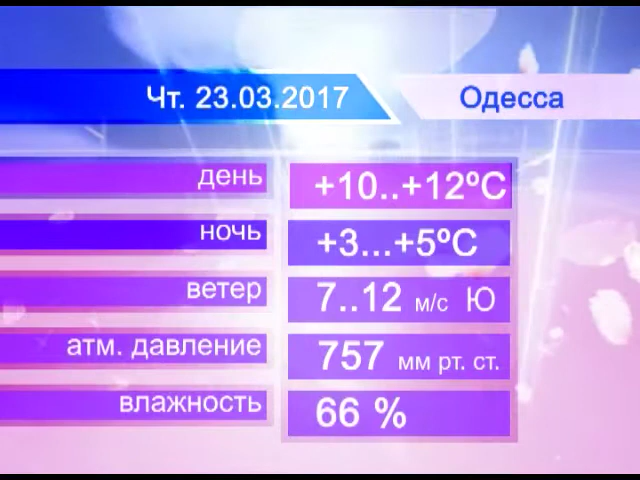 Чт. 23.03.2017 Одесса
день +10..+12ºC
ночь +3...+5ºC
ветер 7..12 м/с Ю
атм. давление 757 мм рт. ст.
влажность 66 %